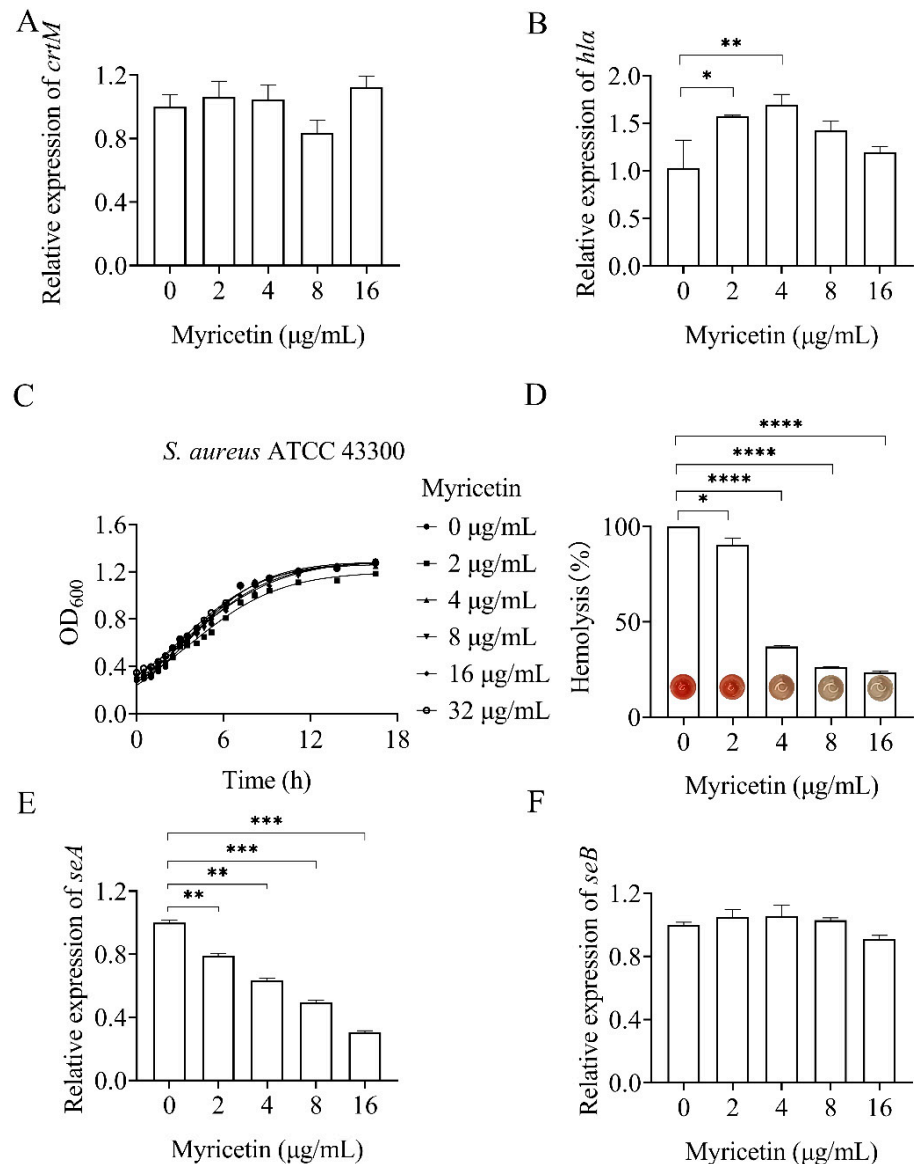 A
Relative expression of crtM
1.2
0.8
0.4
0.0
0 2 4 8 16
Myricetin (μg/mL)
B
Relative expression of hlα
* **
2.0
1.5
1.0
0.5
0.0
0 2 4 8 16
Myricetin (μg/mL)
C
S. aureus ATCC 43300
OD600
1.6
1.2
0.8
0.4
0.0
0 6 12 18
Time (h)
Myricetin
0 μg/mL
2 μg/mL
4 μg/mL
8 μg/mL
16 μg/mL
32 μg/mL
D
****
****
****
*
Hemolysis (%)
100
50
0
0 2 4 8 16
Myricetin (μg/mL)
E
***
***
**
**
Relative expression of seA
1.2
0.8
0.4
0.0
0 2 4 8 16
Myricetin (μg/mL)
F
Relative expression of seB
1.2
0.8
0.4
0.0
0 2 4 8 16
Myricetin (μg/mL)